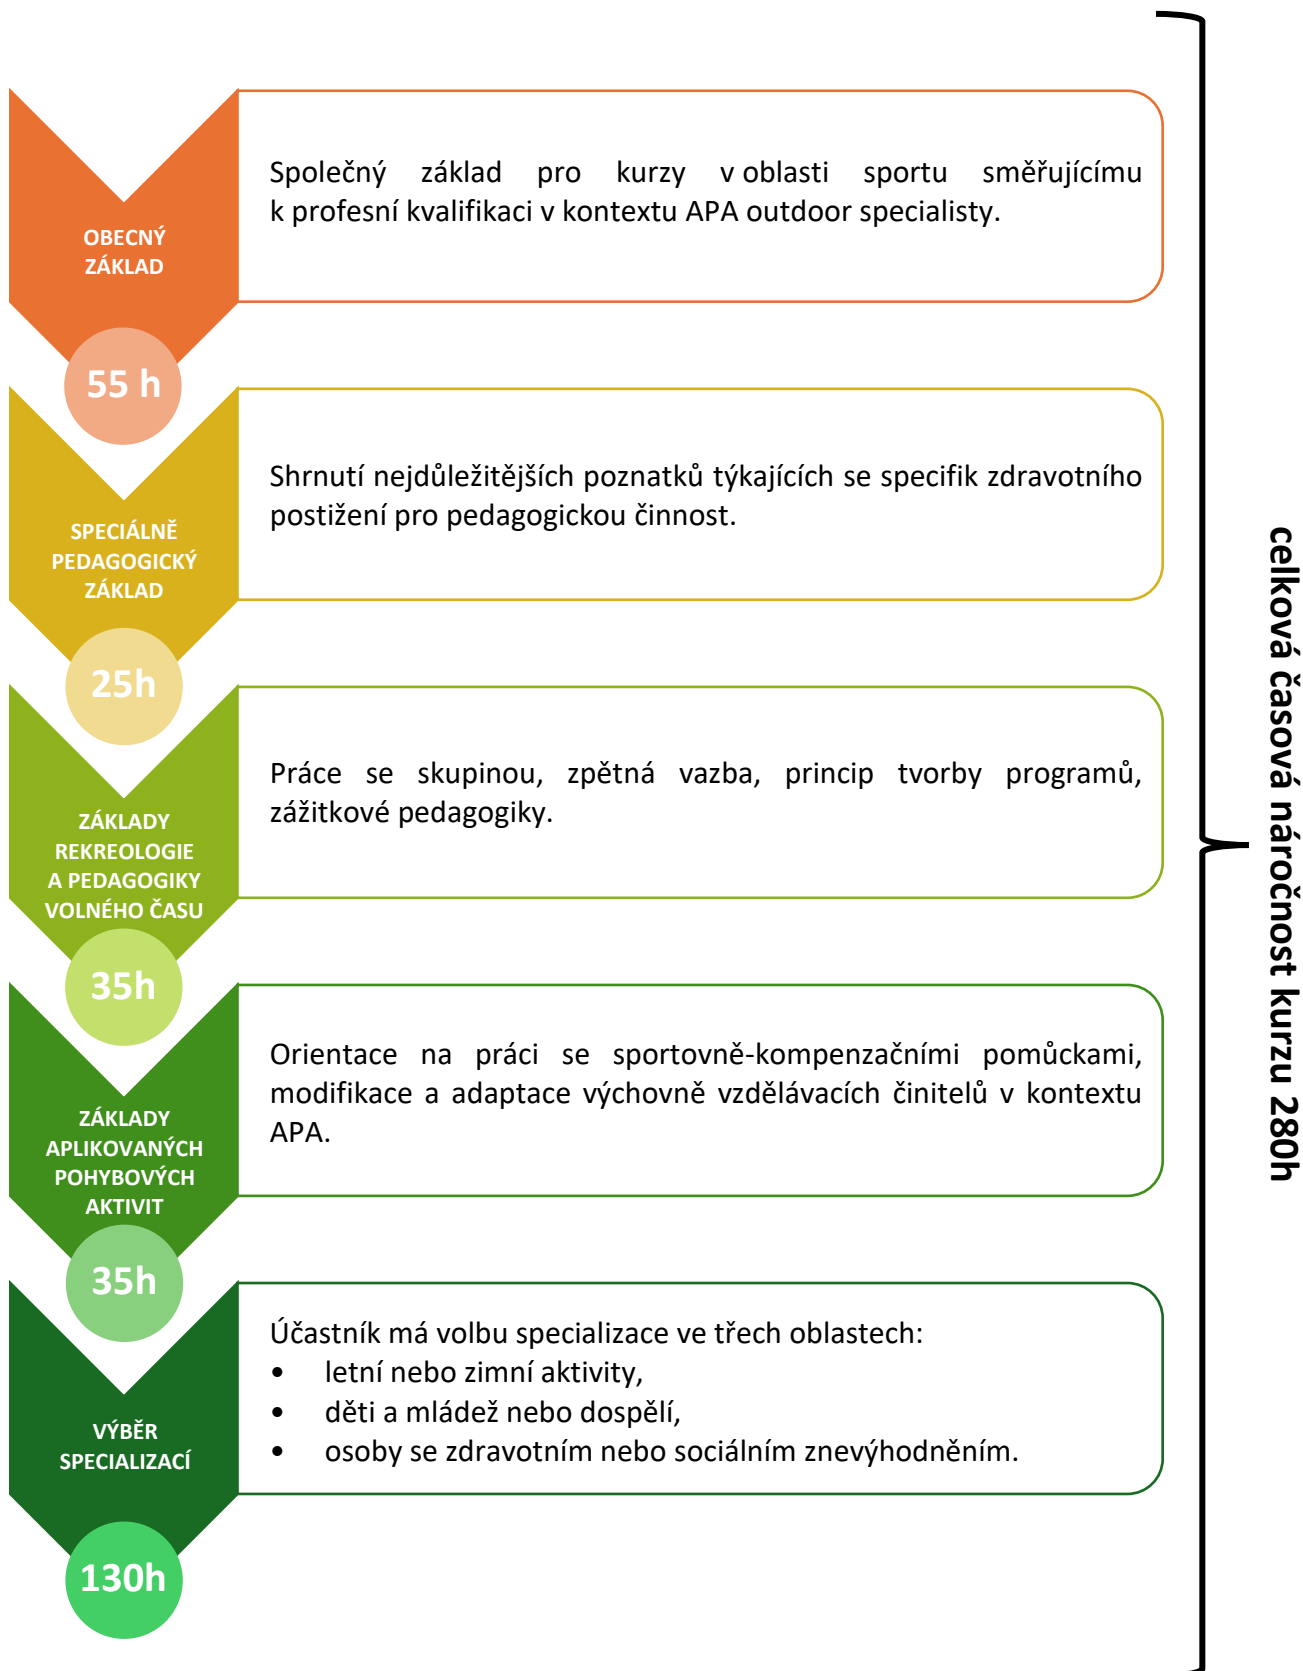 OBECNÝ
ZÁKLAD
55 h
Společný základ pro kurzy v oblasti sportu směřujícímu
k profesní kvalifikaci v kontextu APA outdoor specialisty.
SPECIÁLNĚ
PEDAGOGICKÝ
ZÁKLAD
25h
Shrnutí nejdůležitějších poznatků týkajících se specifik zdravotního
postižení pro pedagogickou činnost.
ZÁKLADY
REKREOLOGIE
A PEDAGOGIKY
VOLNÉHO ČASU
35h
Práce se skupinou, zpětná vazba, princip tvorby programů,
zážitkové pedagogiky.
ZÁKLADY
APLIKOVANÝCH
POHYBOVÝCH
AKTIVIT
35h
Orientace na práci se sportovně-kompenzačními pomůckami,
modifikace a adaptace výchovně vzdělávacích činitelů v kontextu
APA.
VÝBĚR
SPECIALIZACÍ
130h
Účastník má volbu specializace ve třech oblastech:
• letní nebo zimní aktivity,
• děti a mládež nebo dospělí,
• osoby se zdravotním nebo sociálním znevýhodněním.
celková časová náročnost kurzu 280h